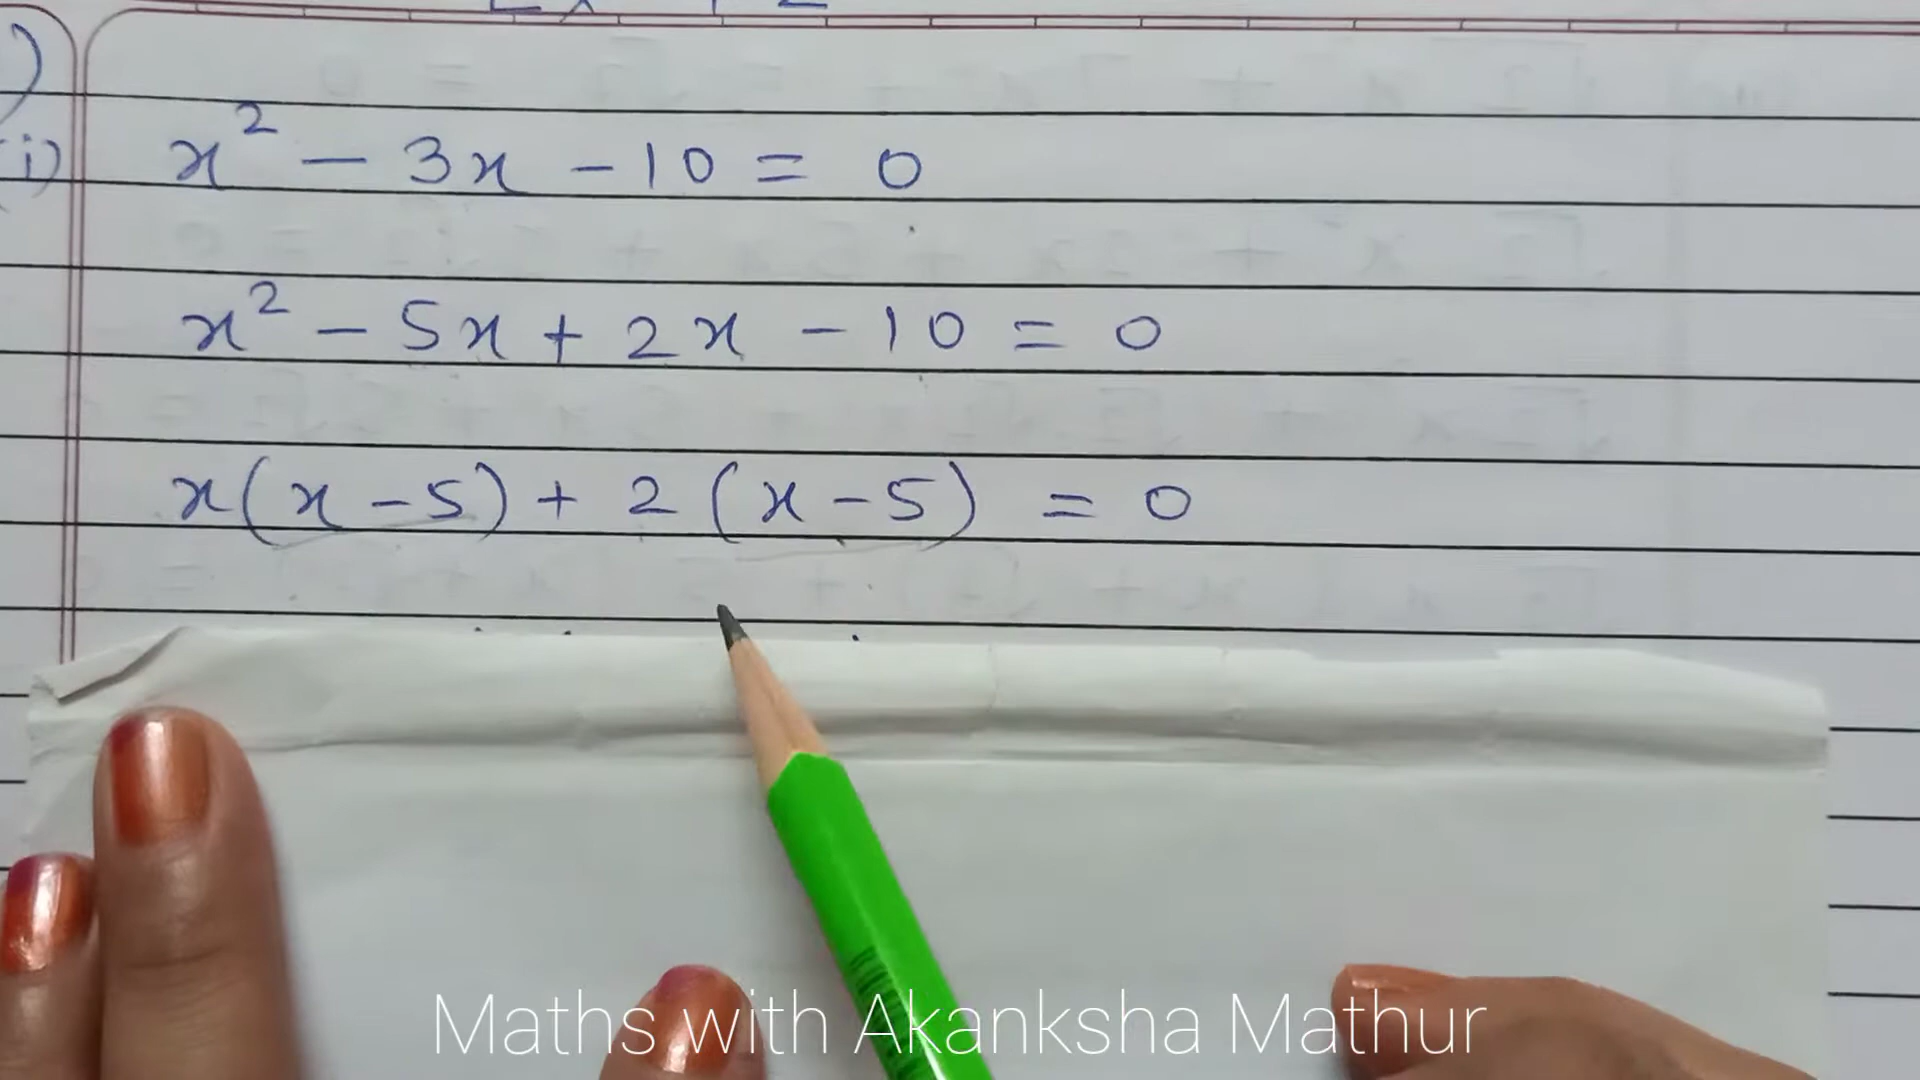 (i) x² - 3x - 10 = 0
x² - 5x + 2x - 10 = 0
x(x - 5) + 2(x - 5) = 0
Maths with Akanksha Mathur